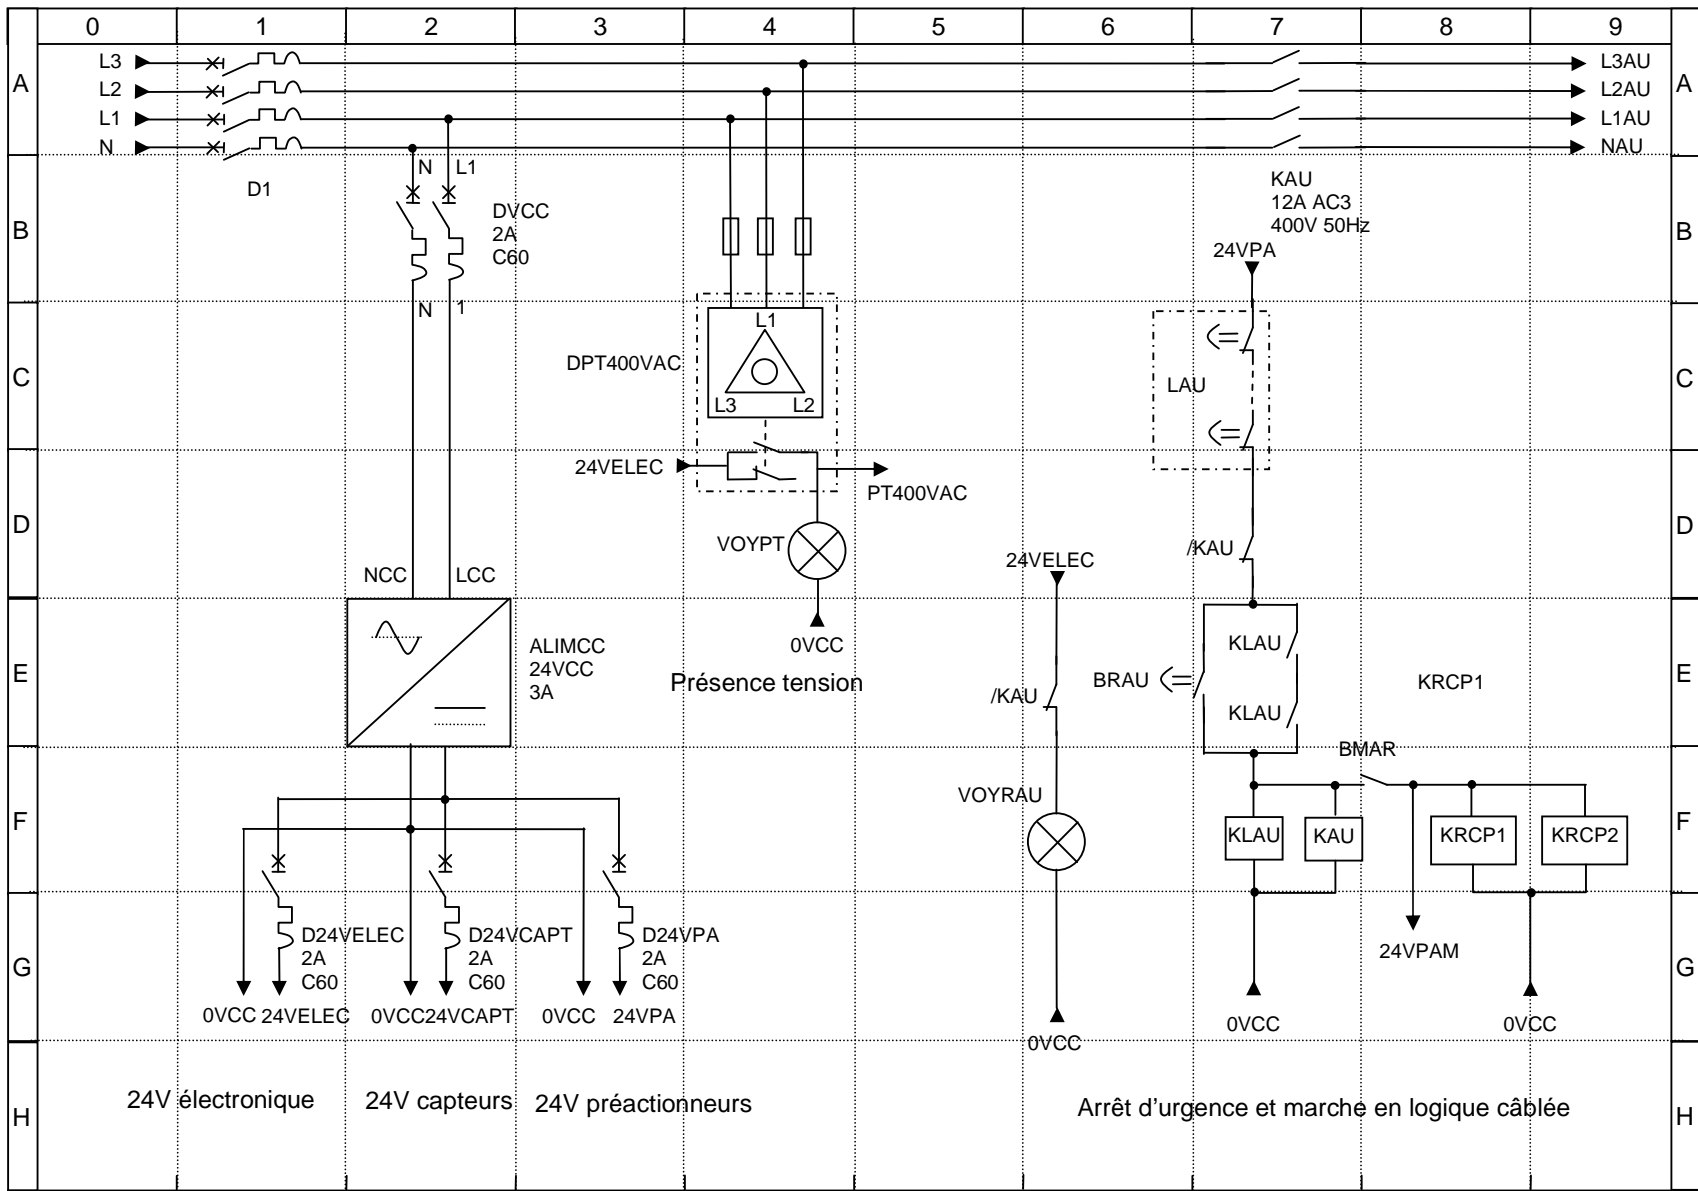 0 1 2 3 4 5 6 7 8 9
A L3 L3AU A
L2 L2AU
L1 L1AU
N NAU
N L1
D1
KAU
12A AC3
400V 50Hz
B DVCC B
2A
C60
24VPA
N 1
L1
DPT400VAC
C LAU C
L3 L2
24VELEC
PT400VAC
D VOYPT /KAU D
24VELEC
NCC LCC
0VCC
ALIMCC
24VCC
3A
KLAU
E Présence tension BRAU KRCP1 E
/KAU
KLAU
BMAR
VOYRAU
F KLAU KAU KRCP1 KRCP2 F
D24VELEC
2A
C60
D24VCAPT
2A
C60
D24VPA
2A
C60
24VPAM
G G
0VCC 24VELEC 0VCC 24VCAPT 0VCC 24VPA
0VCC 0VCC 0VCC
24V électronique 24V capteurs 24V préactionneurs Arrêt d’urgence et marche en logique câblée
H H